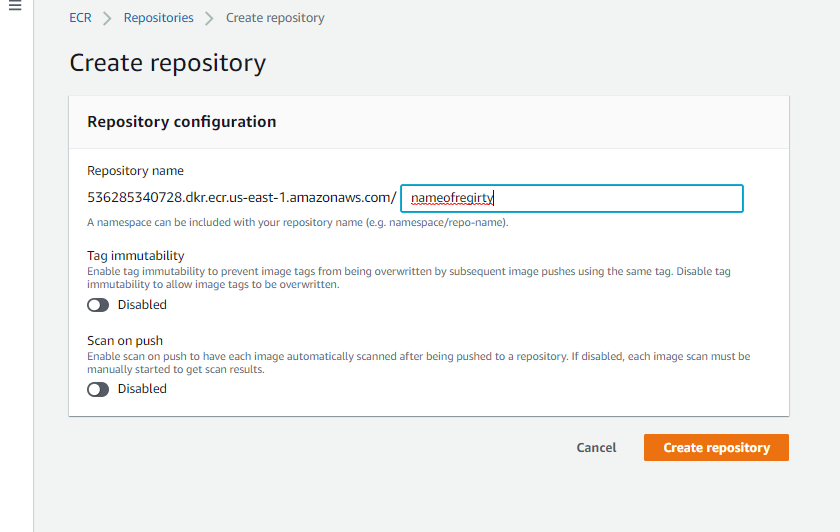 ECR > Repositories > Create repository
Create repository
Repository configuration
Repository name
536285340728.dkr.ecr.us-east-1.amazonaws.com/ nameofregirty
A namespace can be included with your repository name (e.g. namespace/repo-name).
Tag immutability
Enable tag immutability to prevent image tags from being overwritten by subsequent image pushes using the same tag. Disable tag
immutability to allow image tags to be overwritten.
Disabled
Scan on push
Enable scan on push to have each image automatically scanned after being pushed to a repository. If disabled, each image scan must be
manually started to get scan results.
Disabled
Cancel Create repository